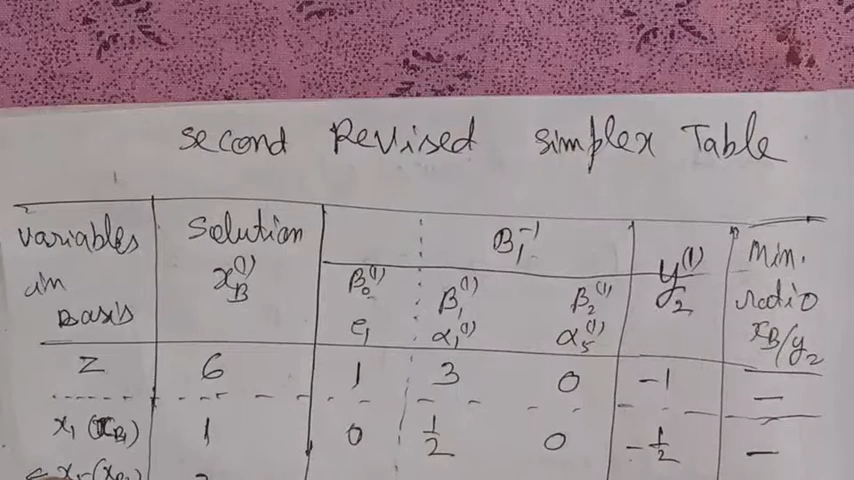 Second Revised Simplex Table
Variables in Basis | Solution x_B^(1) | B_1^-1 | y_2^(1) | Min. radio x_B/y_2
β_0^(1) e_1 | β_1^(1) α_1^(1) | β_2^(1) α_5^(1)
Z | 6 | 1 | 3 | 0 | -1 | —
x_1 (x_B1) | 1 | 0 | 1/2 | 0 | -1/2 | —